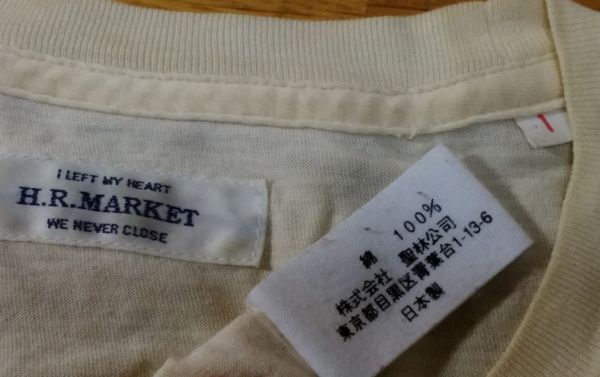 I LEFT MY HEART
H.R.MARKET
WE NEVER CLOSE
綿 100%
株式会社 聖林公司
東京都目黒区青葉台1-13-6
日本製